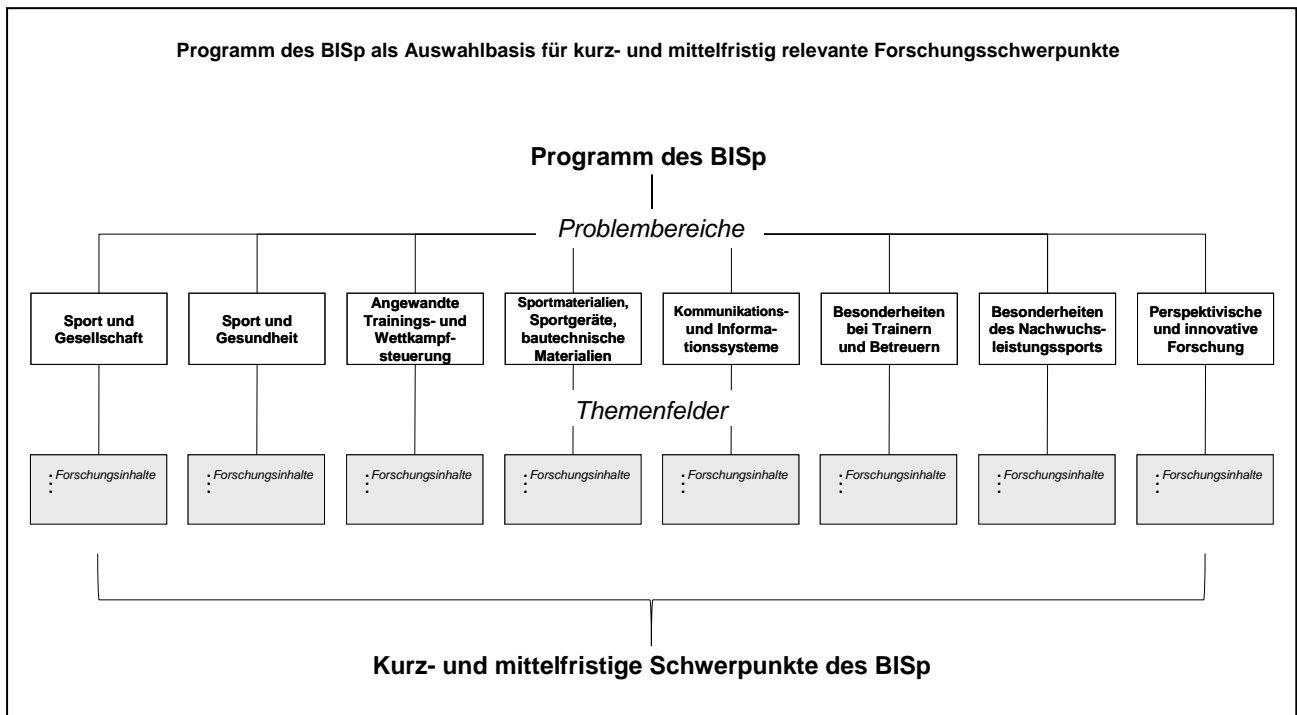 Programm des BISp als Auswahlbasis für kurz- und mittelfristig relevante Forschungsschwerpunkte
Programm des BISp
Problembereiche
Sport und
Gesellschaft
Sport und
Gesundheit
Angewandte
Trainings- und
Wettkampf-
steuerung
Sportmaterialien,
Sportgeräte,
bautechnische
Materialien
Kommunikations-
und Informa-
tionssysteme
Besonderheiten
bei Trainern
und Betreuern
Besonderheiten
des Nachwuchs-
leistungssports
Perspektivische
und innovative
Forschung
Themenfelder
Forschungsinhalte
Forschungsinhalte
Forschungsinhalte
Forschungsinhalte
Forschungsinhalte
Forschungsinhalte
Forschungsinhalte
Forschungsinhalte
Kurz- und mittelfristige Schwerpunkte des BISp